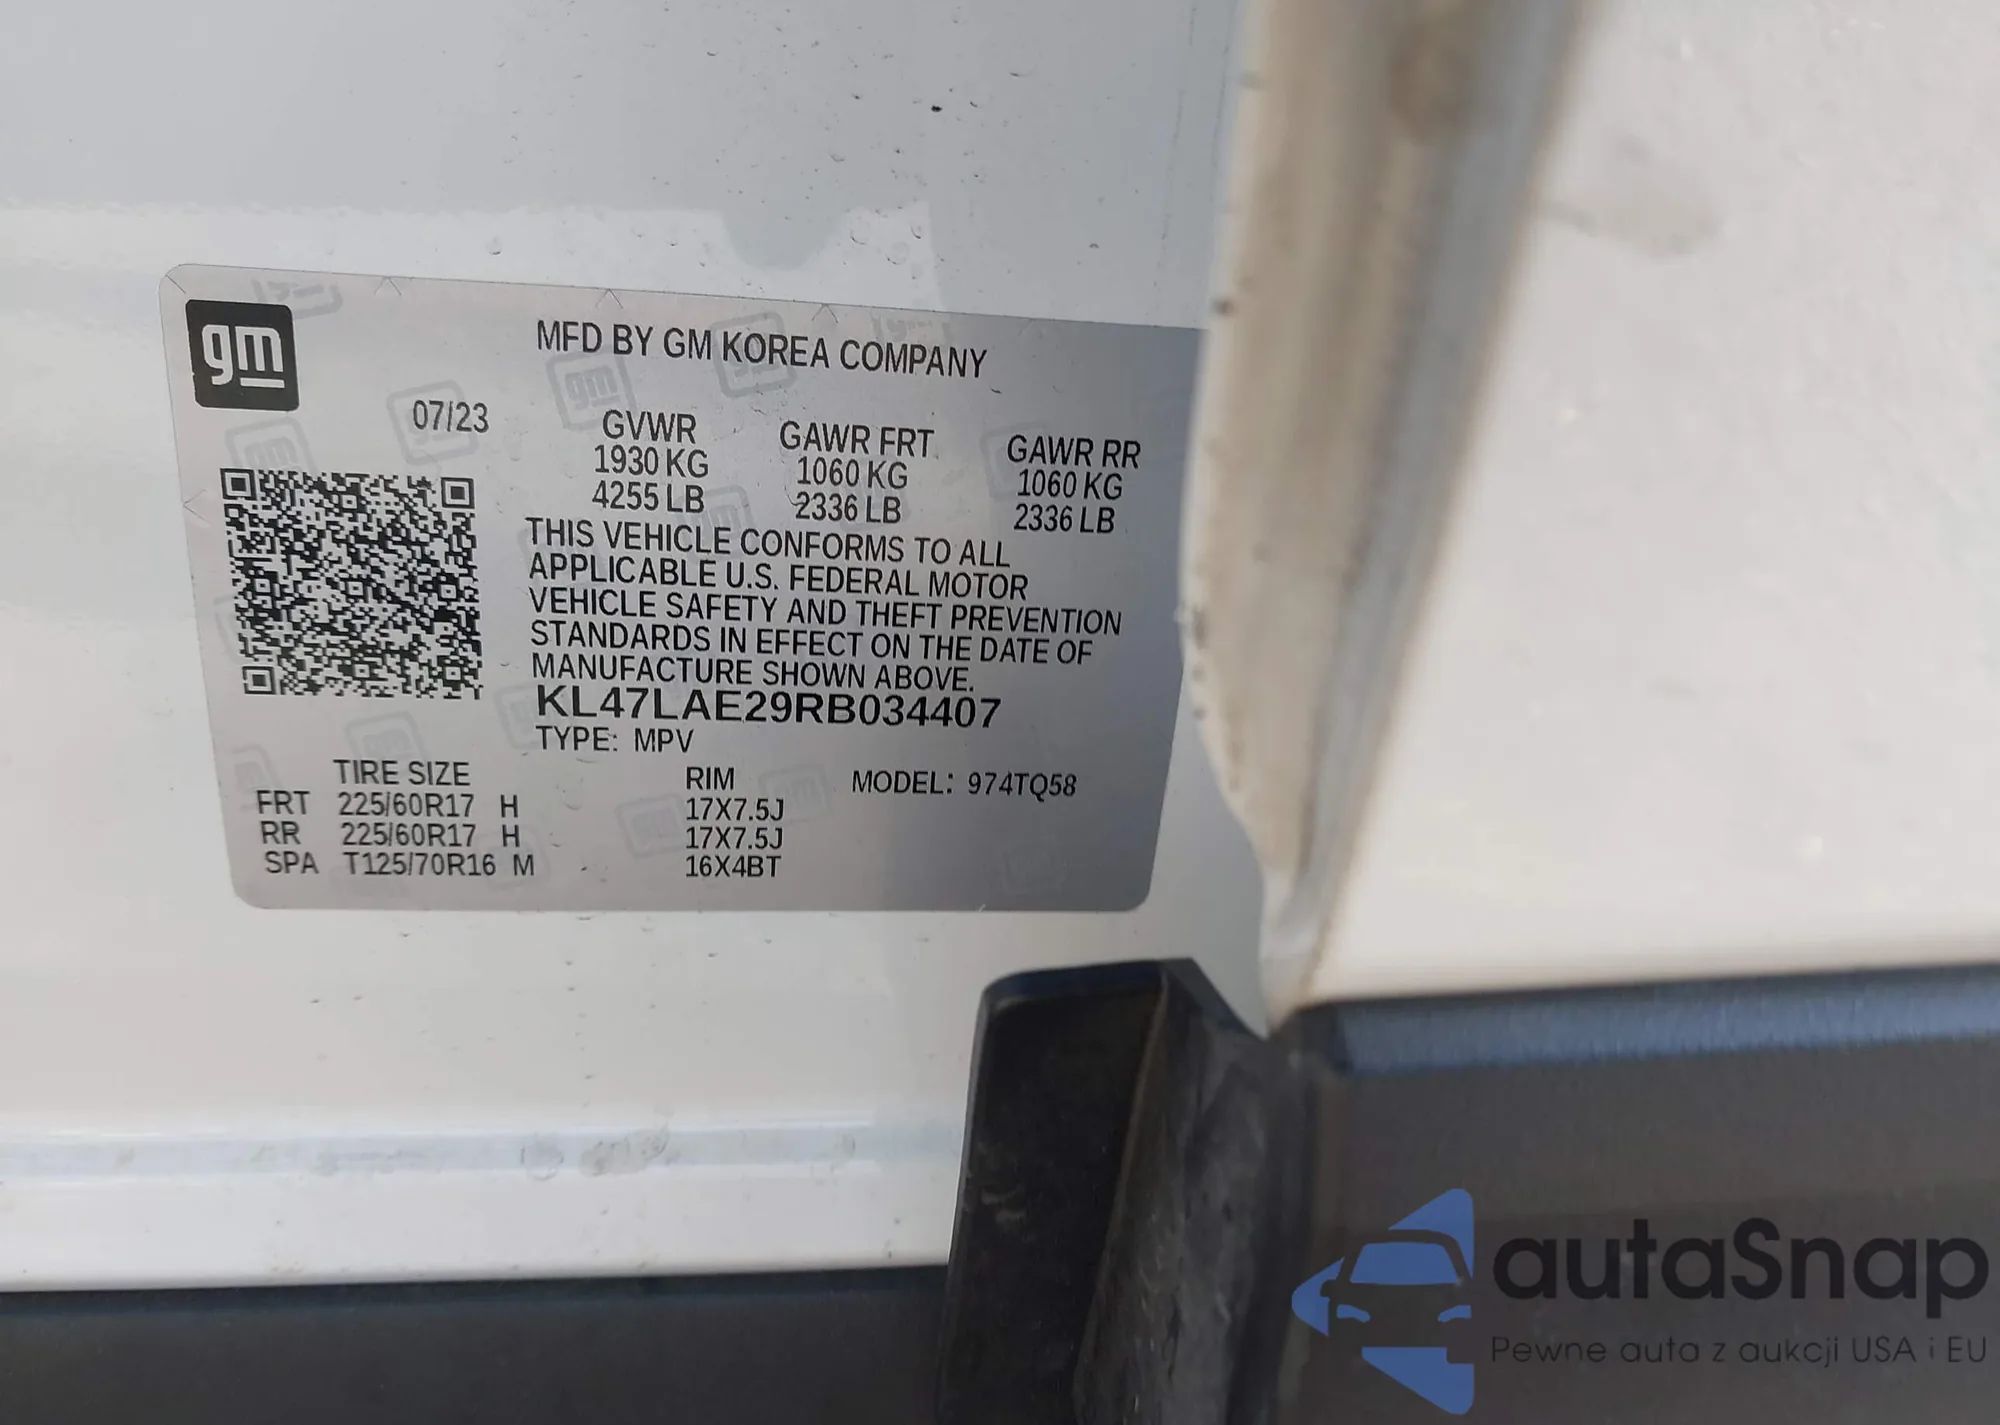 gm
MFD BY GM KOREA COMPANY
07/23
GVWR GAWR FRT GAWR RR
1930 KG 1060 KG 1060 KG
4255 LB 2336 LB 2336 LB
THIS VEHICLE CONFORMS TO ALL
APPLICABLE U.S. FEDERAL MOTOR
VEHICLE SAFETY AND THEFT PREVENTION
STANDARDS IN EFFECT ON THE DATE OF
MANUFACTURE SHOWN ABOVE.
KL47LAE29RB034407
TYPE: MPV
TIRE SIZE RIM MODEL: 974TQ58
FRT 225/60R17 H 17X7.5J
RR 225/60R17 H 17X7.5J
SPA T125/70R16 M 16X4BT
autaSnap
Pewne auta z aukcji USA i EU